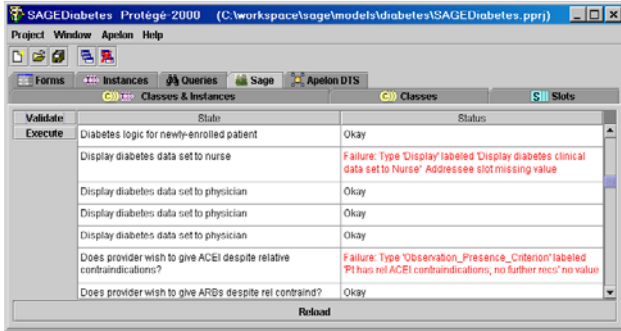 SAGEDiabetes Protégé-2000 (C:\workspace\sage\models\diabetes\SAGEDiabetes.pprj)
Project Window Apelon Help
Forms Instances Queries Sage Apelon DTS
Classes & Instances Classes Slots
Validate State Status
Execute Diabetes logic for newly-enrolled patient Okay
Display diabetes data set to nurse Failure: Type 'Display' labeled 'Display diabetes clinical
data set to Nurse' Addressee slot missing value
Display diabetes data set to physician Okay
Display diabetes data set to physician Okay
Display diabetes data set to physician Okay
Does provider wish to give ACEI despite relative Failure: Type 'Observation_Presence_Criterion' labeled
contraindications? 'Pt has rel ACEI contraindications; no further recs' no value
Does provider wish to give ARBs despite rel contraind? Okay
Reload